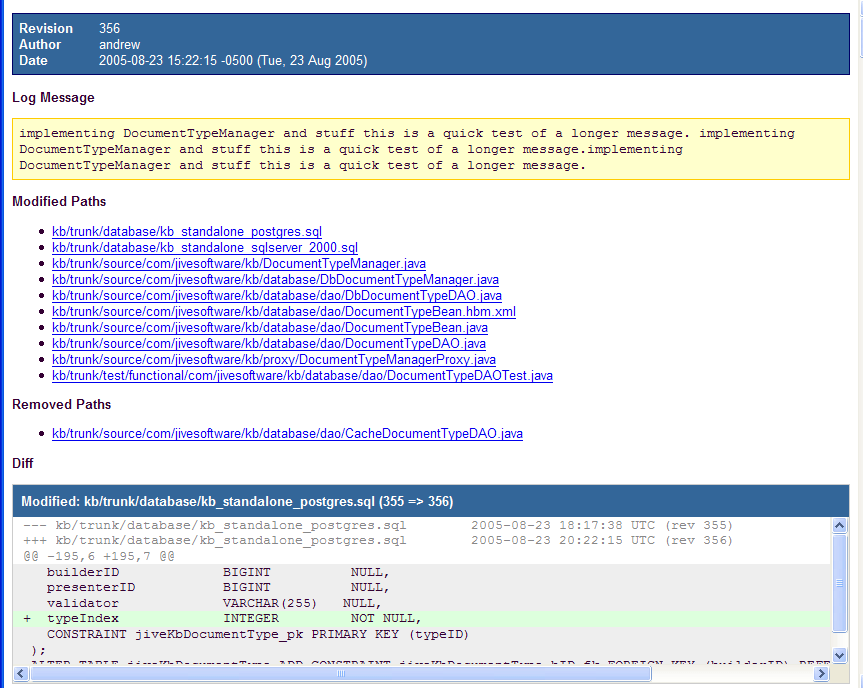 Revision 356
Author andrew
Date 2005-08-23 15:22:15 -0500 (Tue, 23 Aug 2005)
Log Message
implementing DocumentTypeManager and stuff this is a quick test of a longer message. implementing
DocumentTypeManager and stuff this is a quick test of a longer message.implementing
DocumentTypeManager and stuff this is a quick test of a longer message.
Modified Paths
kb/trunk/database/kb_standalone_postgres.sql
kb/trunk/database/kb_standalone_sqlserver_2000.sql
kb/trunk/source/com/jivesoftware/kb/DocumentTypeManager.java
kb/trunk/source/com/jivesoftware/kb/database/DbDocumentTypeManager.java
kb/trunk/source/com/jivesoftware/kb/database/dao/DbDocumentTypeDAO.java
kb/trunk/source/com/jivesoftware/kb/database/dao/DocumentTypeBean.hbm.xml
kb/trunk/source/com/jivesoftware/kb/database/dao/DocumentTypeBean.java
kb/trunk/source/com/jivesoftware/kb/database/dao/DocumentTypeDAO.java
kb/trunk/source/com/jivesoftware/kb/proxy/DocumentTypeManagerProxy.java
kb/trunk/test/functional/com/jivesoftware/kb/database/dao/DocumentTypeDAOTest.java
Removed Paths
kb/trunk/source/com/jivesoftware/kb/database/dao/CacheDocumentTypeDAO.java
Diff
Modified: kb/trunk/database/kb_standalone_postgres.sql (355 => 356)
--- kb/trunk/database/kb_standalone_postgres.sql 2005-08-23 18:17:38 UTC (rev 355)
+++ kb/trunk/database/kb_standalone_postgres.sql 2005-08-23 20:22:15 UTC (rev 356)
@@ -195,6 +195,7 @@
builderID BIGINT NULL,
presenterID BIGINT NULL,
validator VARCHAR(255) NULL,
+ typeIndex INTEGER NOT NULL,
CONSTRAINT jiveKbDocumentType_pk PRIMARY KEY (typeID)
);
ALTER TABLE jiveKbDocumentType ADD CONSTRAINT